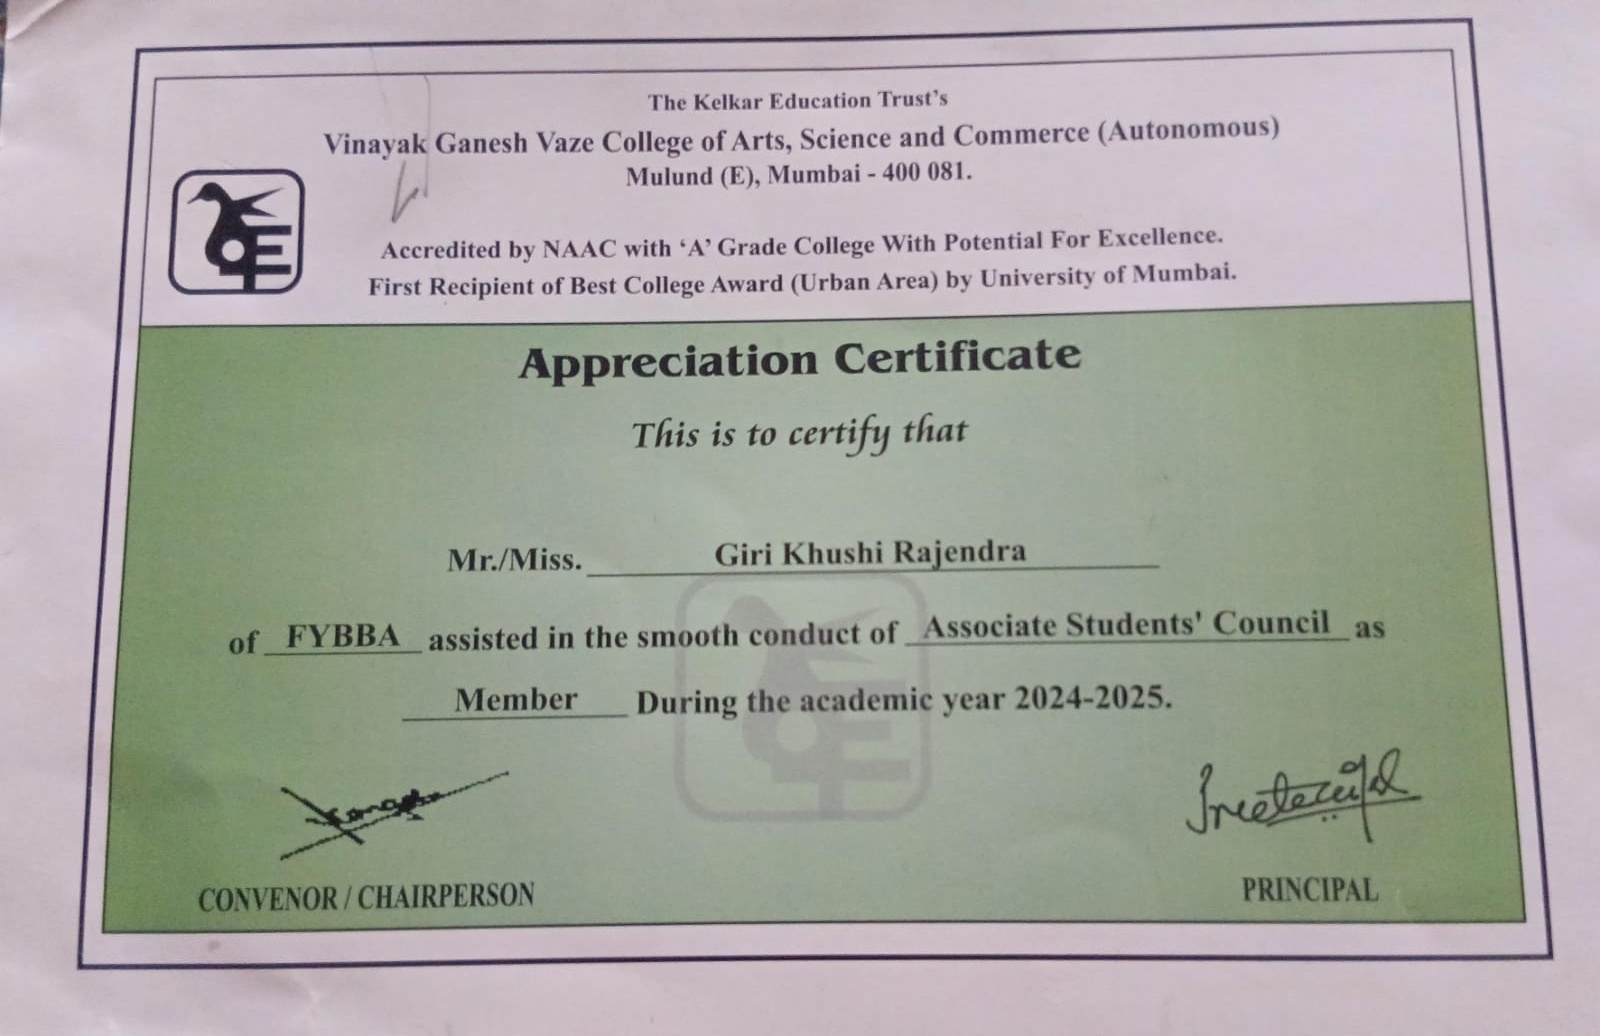 The Kelkar Education Trust's
Vinayak Ganesh Vaze College of Arts, Science and Commerce (Autonomous)
Mulund (E), Mumbai - 400 081.
Accredited by NAAC with ‘A’ Grade College With Potential For Excellence.
First Recipient of Best College Award (Urban Area) by University of Mumbai.
Appreciation Certificate
This is to certify that
Mr./Miss. Giri Khushi Rajendra
of FYBBA assisted in the smooth conduct of Associate Students' Council as
Member During the academic year 2024-2025.
CONVENOR / CHAIRPERSON PRINCIPAL